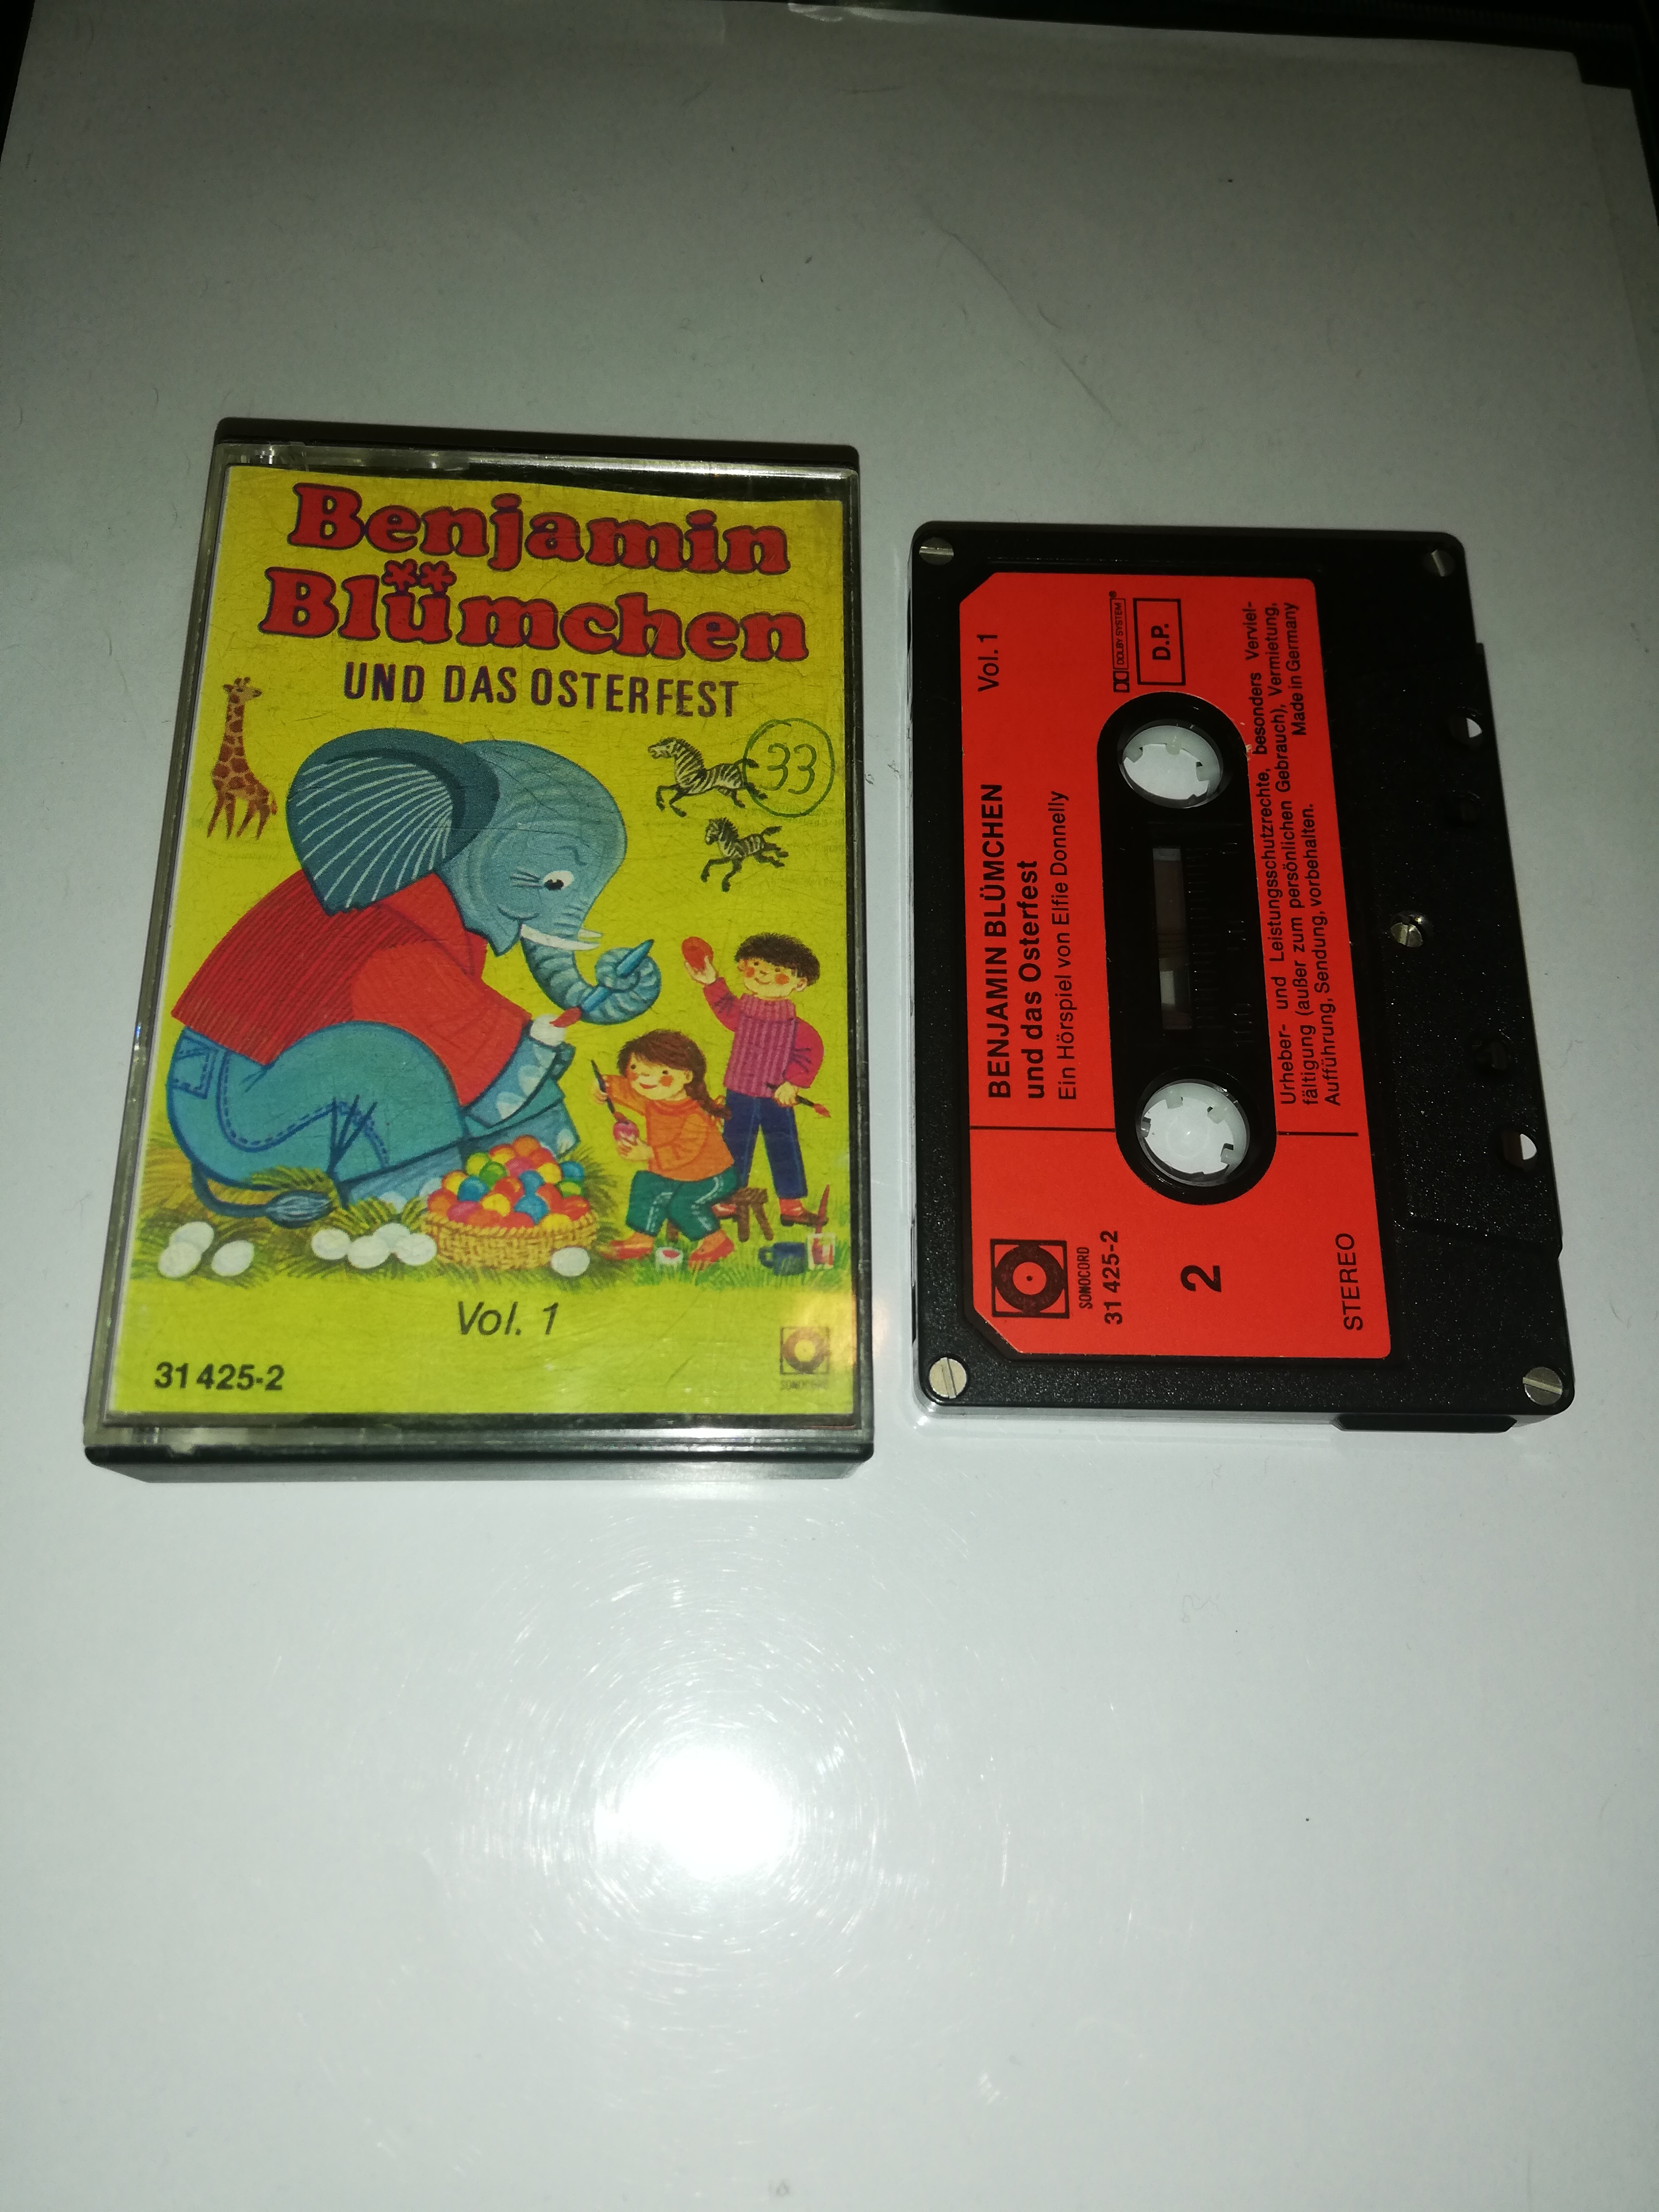 Benjamin
Blümchen
UND DAS OSTERFEST
33
Vol. 1
31 425-2
SONOCORD
BENJAMIN BLÜMCHEN
Vol. 1
und das Osterfest
Ein Hörspiel von Elfie Donnelly
SONOCORD
31 425-2
DOLBY SYSTEM®
D.P.
2
Urheber- und Leistungsschutzrechte, besonders Verviel-
fältigung (außer zum persönlichen Gebrauch), Vermietung,
Aufführung, Sendung, vorbehalten.
Made in Germany
STEREO